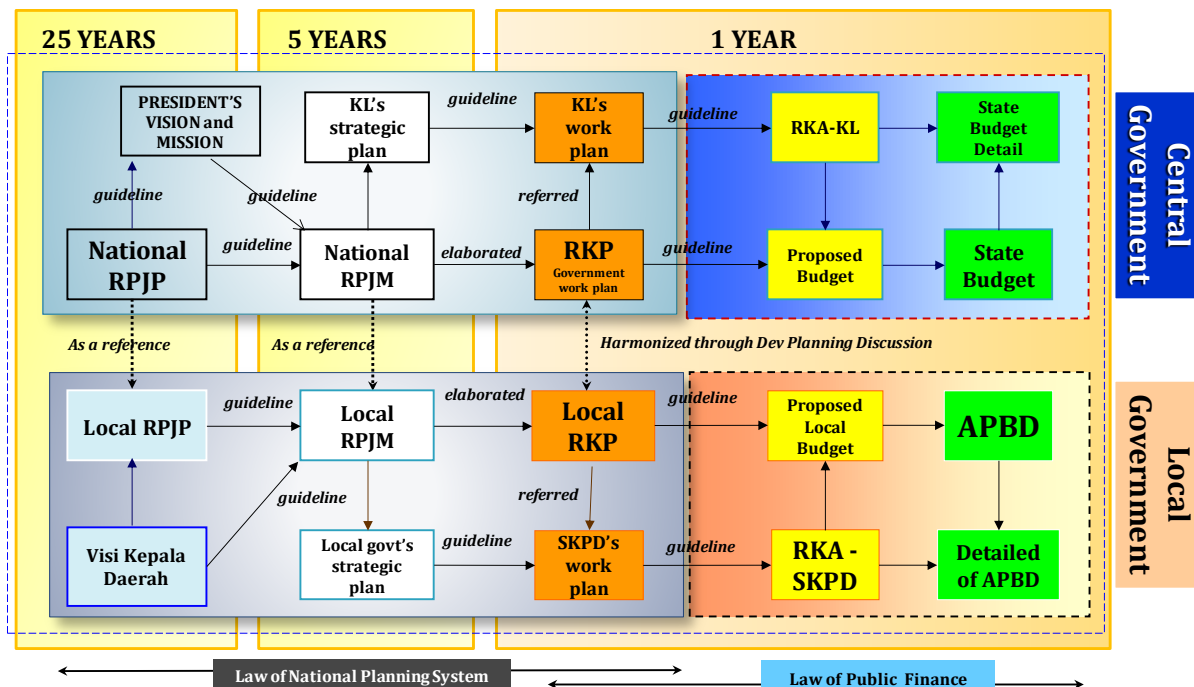 25 YEARS
5 YEARS
1 YEAR
PRESIDENT'S
VISION and
MISSION
KL's
strategic
plan
guideline
KL's
work
plan
guideline
RKA-KL
State
Budget
Detail
Central
Government
guideline
guideline
referred
National
RPJP
guideline
National
RPJM
elaborated
RKP
Government
work plan
guideline
Proposed
Budget
State
Budget
As a reference
As a reference
Harmonized through Dev Planning Discussion
Local RPJP
guideline
Local
RPJM
elaborated
Local
RKP
guideline
Proposed
Local
Budget
APBD
Local
Government
guideline
referred
Visi Kepala
Daerah
Local govt's
strategic
plan
guideline
SKPD's
work
plan
guideline
RKA -
SKPD
Detailed
of APBD
Law of National Planning System
Law of Public Finance